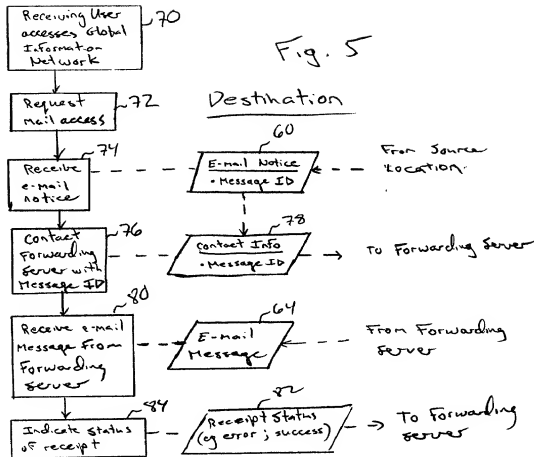 Receiving User
accesses Global
Information
Network
70
Fig. 5
Request
Mail access
72
Destination
74
60
Receive
e-mail
notice
E-mail Notice
• Message ID
From Source
Location
76
78
Contact
Forwarding
Server with
Message ID
Contact Info
• Message ID
To Forwarding Server
80
64
Receive e-mail
Message From
Forwarding
Server
E-mail
Message
From Forwarding
Server
84
82
Indicate Status
of receipt
Receipt Status
(eg error; success)
To Forwarding
Server